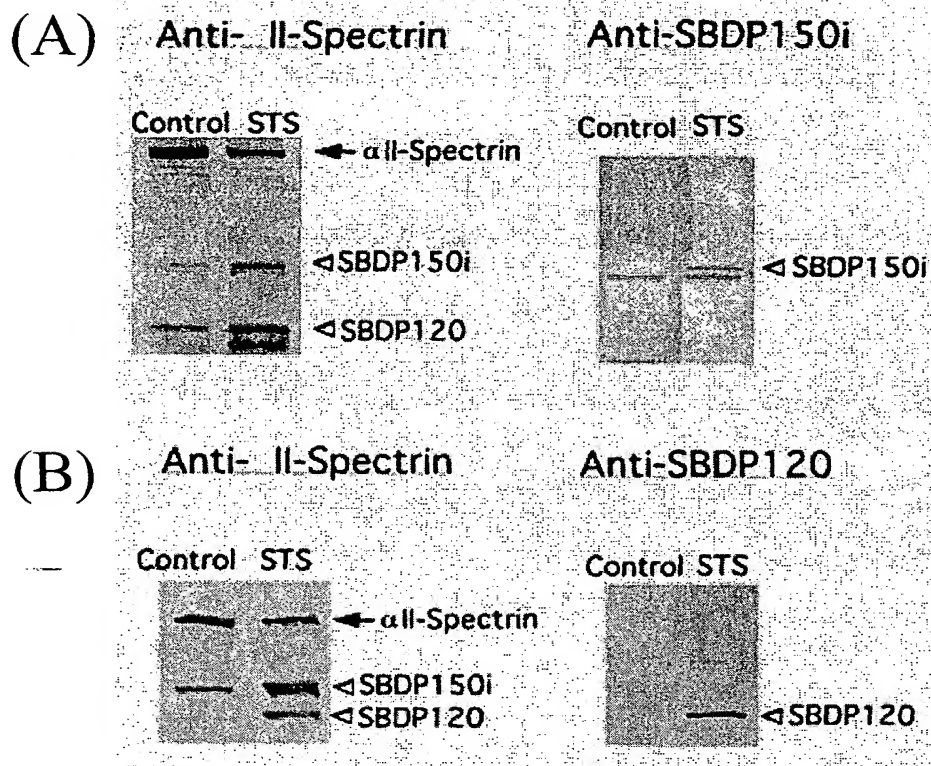 (A) Anti- II-Spectrin Anti-SBDP150i
Control STS Control STS
αII-Spectrin
SBDP150i SBDP150i
SBDP120
(B) Anti- II-Spectrin Anti-SBDP120
Control STS Control STS
αII-Spectrin
SBDP150i
SBDP120 SBDP120